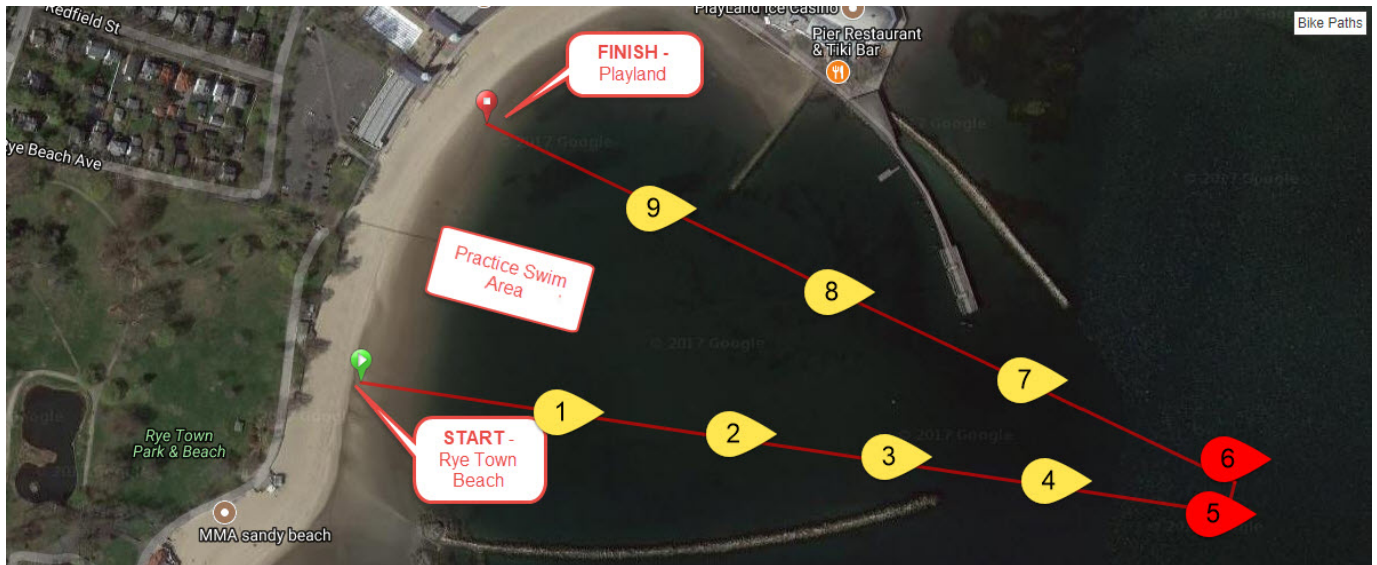 Redfield St
PlayLand Ice Casino
Bike Paths
Pier Restaurant
& Tiki Bar
FINISH -
Playland
© 2017 Google
© 2017 Google
Rye Beach Ave
© 2017 Google
9
Practice Swim
Area
8
© 2017 Google
7
1
START -
Rye Town
Beach
2
3
4
5
6
© 2017 Google
Rye Town
Park & Beach
MMA sandy beach